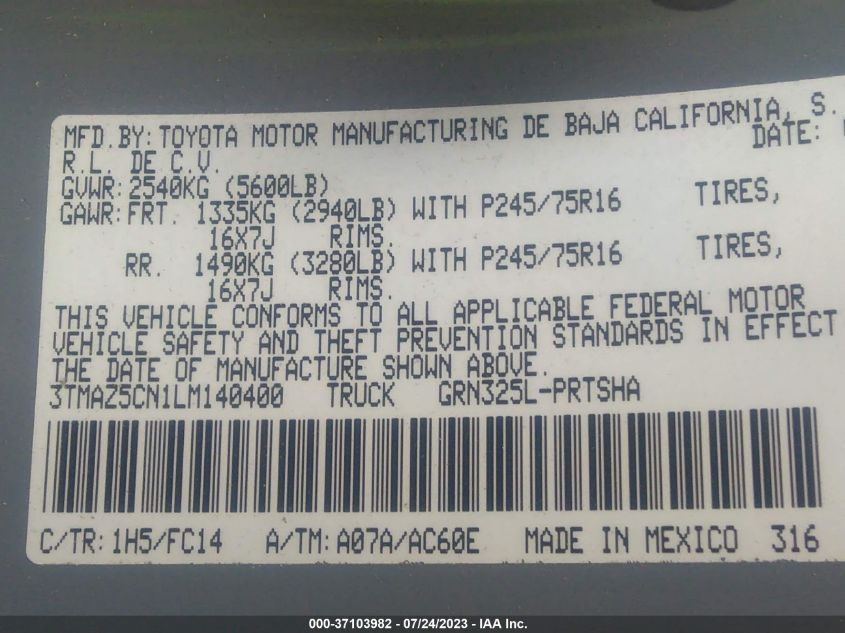 MFD.BY: TOYOTA MOTOR MANUFACTURING DE BAJA CALIFORNIA, S.
R.L. DE C.V. DATE:
GVWR: 2540KG (5600LB)
GAWR: FRT. 1335KG (2940LB) WITH P245/75R16 TIRES,
16X7J RIMS.
RR. 1490KG (3280LB) WITH P245/75R16 TIRES,
16X7J RIMS.
THIS VEHICLE CONFORMS TO ALL APPLICABLE FEDERAL MOTOR
VEHICLE SAFETY AND THEFT PREVENTION STANDARDS IN EFFECT
THE DATE OF MANUFACTURE SHOWN ABOVE.
3TMAZ5CN1LM140400 TRUCK GRN325L-PRTSHA
C/TR: 1H5/FC14 A/TM: A07A/AC60E MADE IN MEXICO 316
000-37103982 - 07/24/2023 - IAA Inc.